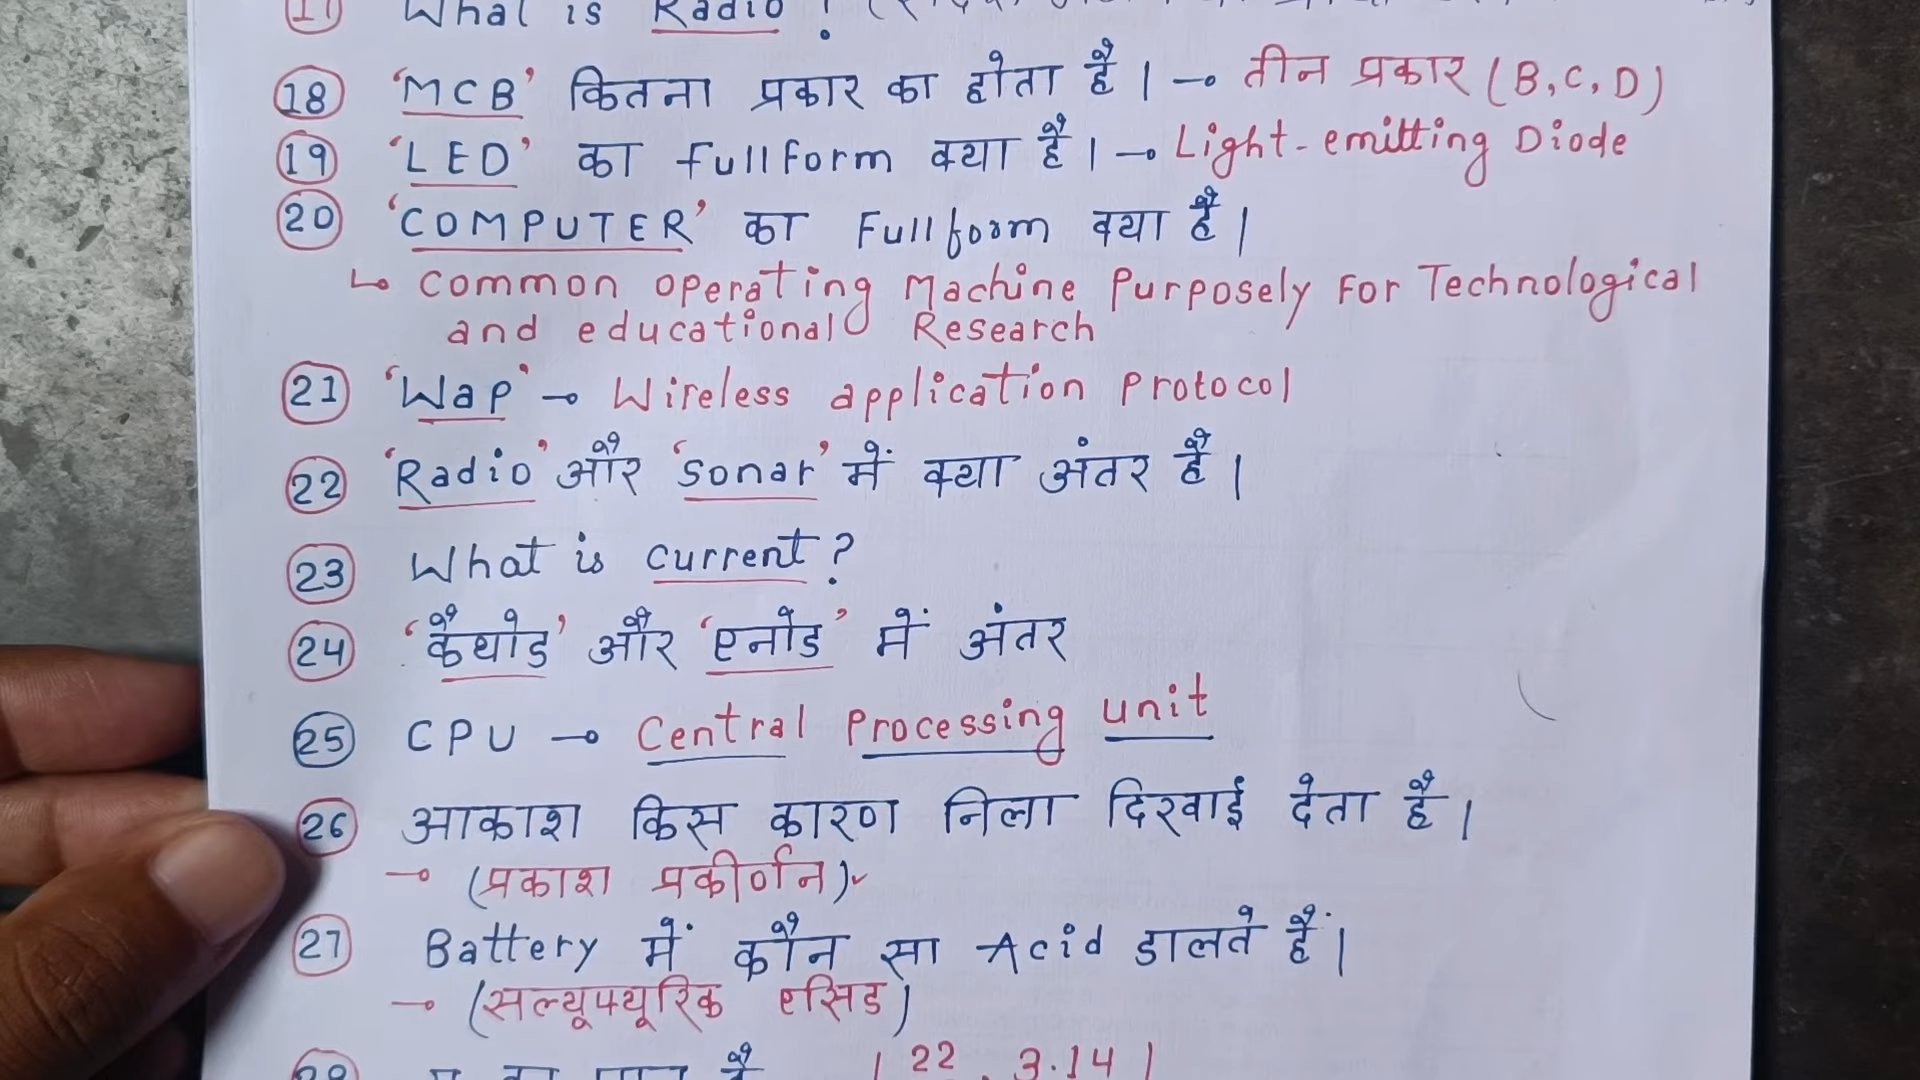 What is Radio?
(18) 'MCB' कितना प्रकार का होता है। → तीन प्रकार (B, C, D)
(19) 'LED' का fullform क्या है। → Light-emitting Diode
(20) 'COMPUTER' का Fullform क्या है।
↳ common operating Machine Purposely For Technological
and educational Research
(21) 'Wap' → Wireless application Protocol
(22) 'Radio' और 'sonar' में क्या अंतर है।
(23) What is current?
(24) 'कैथोड' और 'एनोड' में अंतर
(25) CPU → Central Processing unit
(26) आकाश किस कारण निला दिखाई देता है।
→ (प्रकाश प्रकीर्णन)
(27) Battery में कौन सा Acid डालते हैं।
→ (सल्यूफ्यूरिक एसिड)
22 3.14